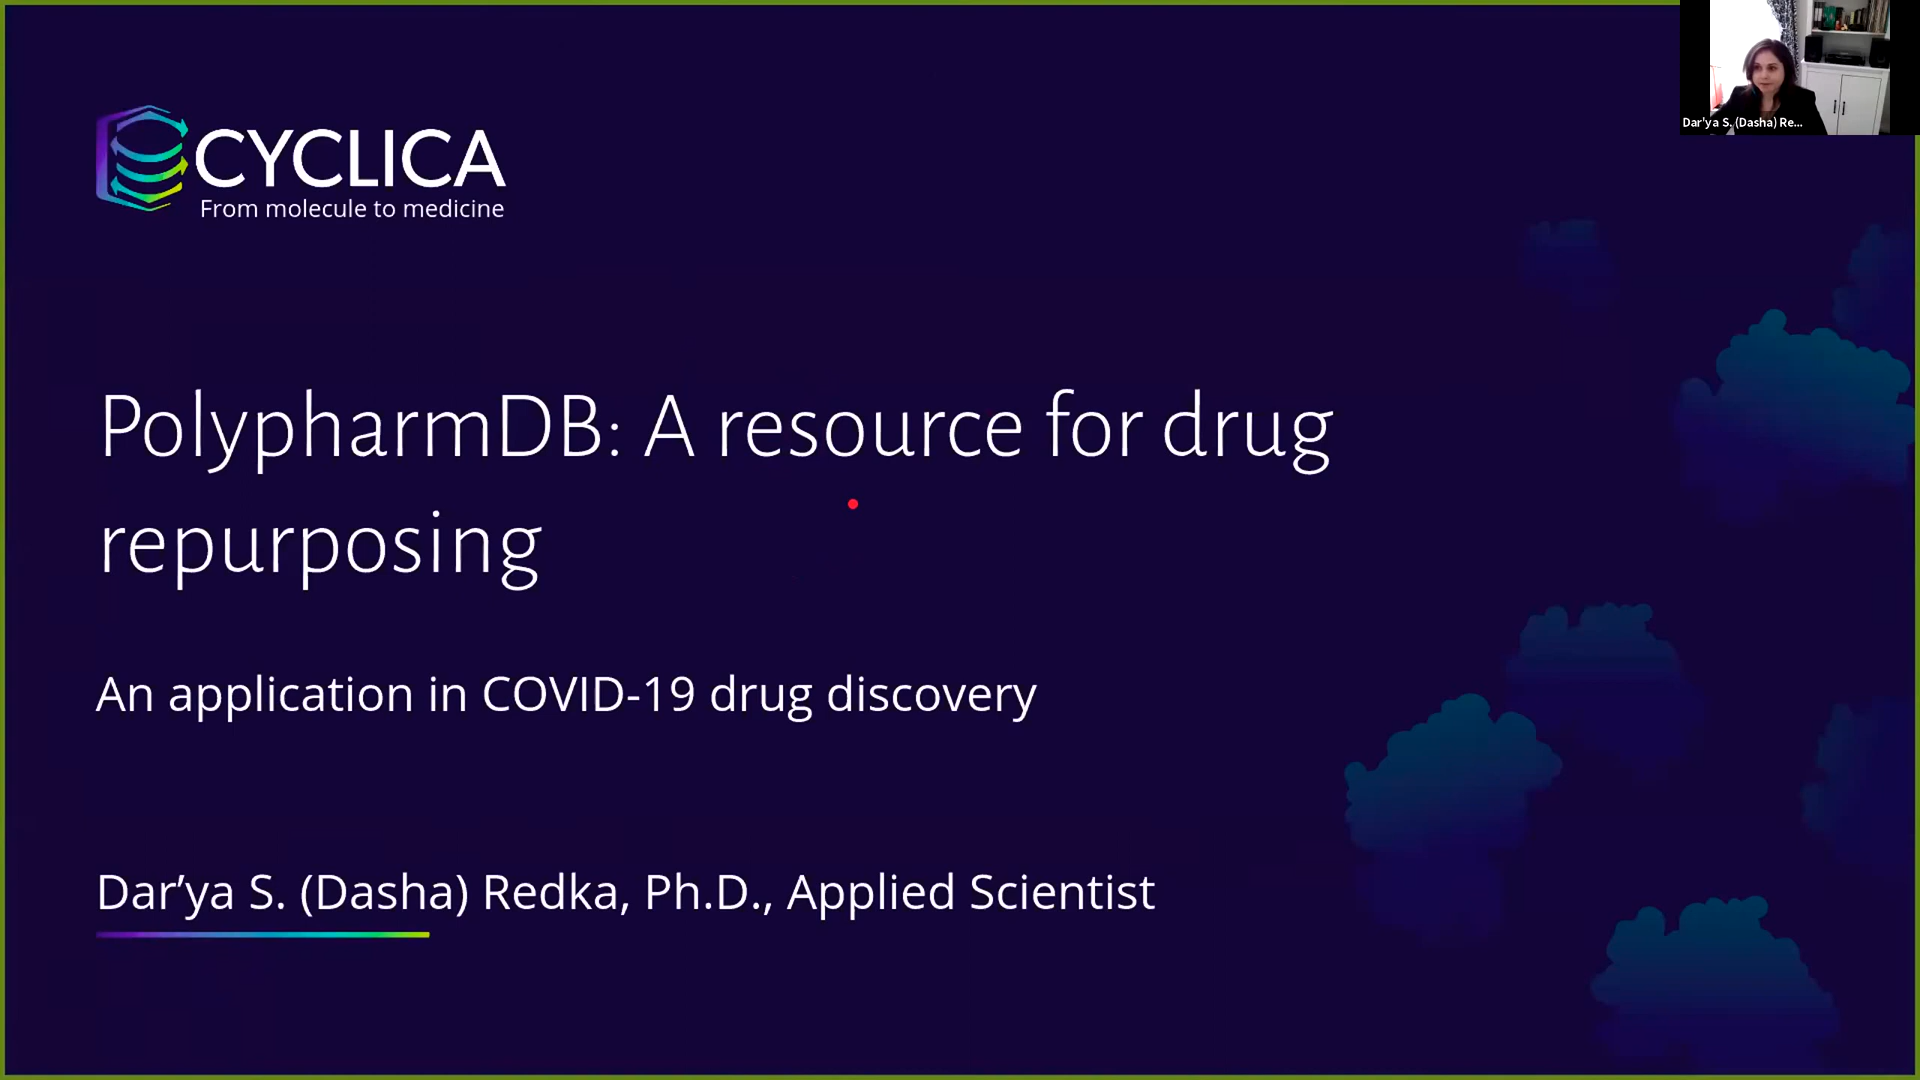 CYCLICA
From molecule to medicine
PolypharmDB: A resource for drug
repurposing
An application in COVID-19 drug discovery
Dar’ya S. (Dasha) Redka, Ph.D., Applied Scientist
Dar'ya S. (Dasha) Re...